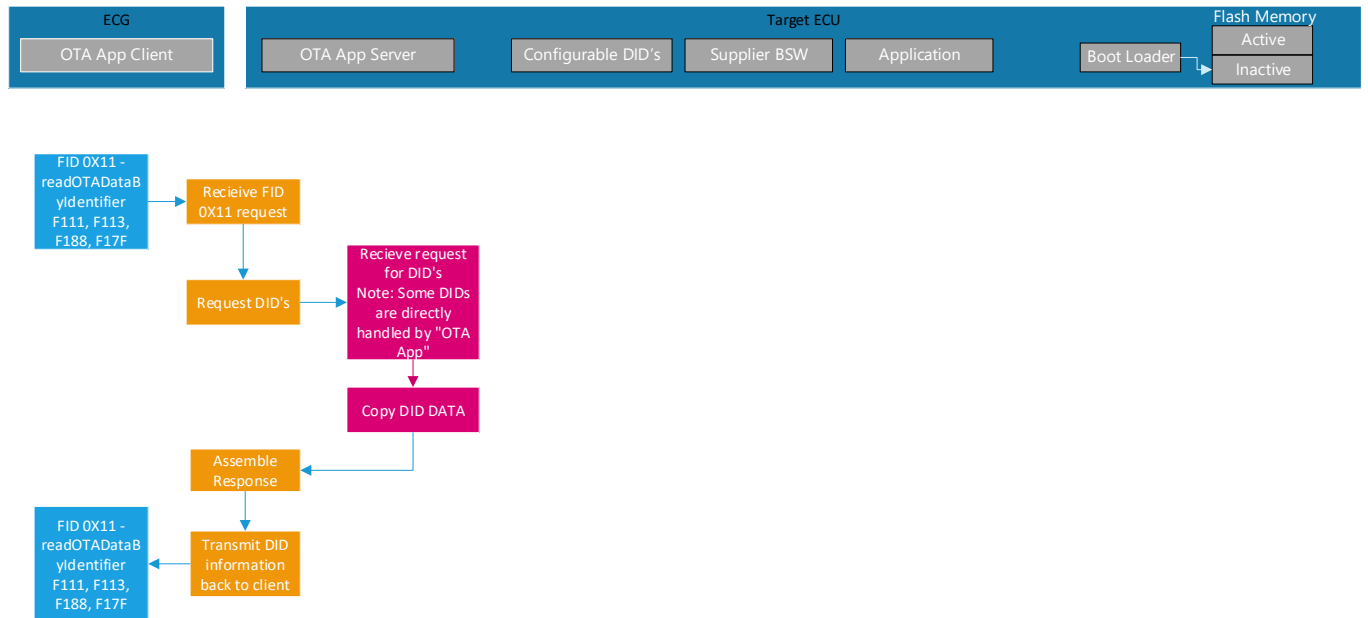 ECG
Target ECU
Flash Memory
OTA App Client
OTA App Server
Configurable DID's
Supplier BSW
Application
Boot Loader
Active
Inactive
FID 0X11 -
readOTADataB
yIdentifier
F111, F113,
F188, F17F
Recieive FID
0X11 request
Request DID's
Recieve request
for DID's
Note: Some DIDs
are directly
handled by "OTA
App"
Copy DID DATA
Assemble
Response
FID 0X11 -
readOTADataB
yIdentifier
F111, F113,
F188, F17F
Transmit DID
information
back to client